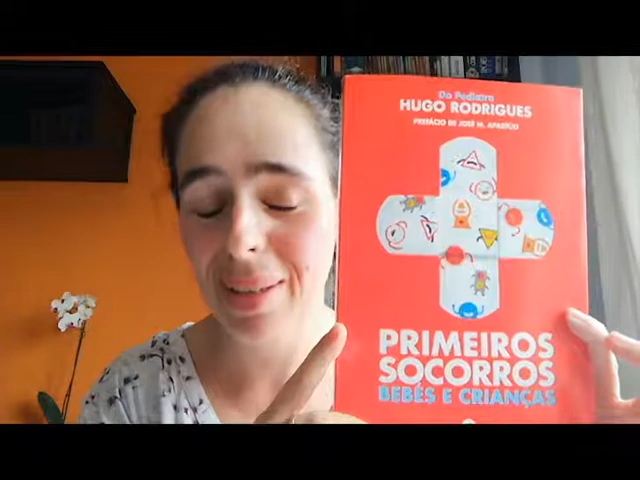 Do Pediatra
HUGO RODRIGUES
PREFÁCIO DE JOSÉ M. APARÍCIO
PRIMEIROS
SOCORROS
BEBÉS E CRIANÇAS